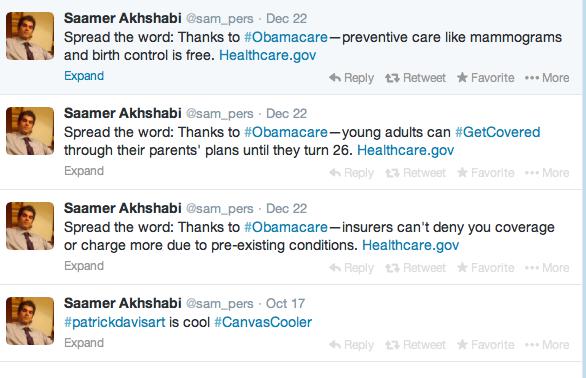 Saamer Akhshabi @sam_pers · Dec 22
Spread the word: Thanks to #Obamacare—preventive care like mammograms
and birth control is free. Healthcare.gov
Expand Reply Retweet Favorite More
Saamer Akhshabi @sam_pers · Dec 22
Spread the word: Thanks to #Obamacare—young adults can #GetCovered
through their parents' plans until they turn 26. Healthcare.gov
Expand Reply Retweet Favorite More
Saamer Akhshabi @sam_pers · Dec 22
Spread the word: Thanks to #Obamacare—insurers can't deny you coverage
or charge more due to pre-existing conditions. Healthcare.gov
Expand Reply Retweet Favorite More
Saamer Akhshabi @sam_pers · Oct 17
#patrickdavisart is cool #CanvasCooler
Expand Reply Retweet Favorite More